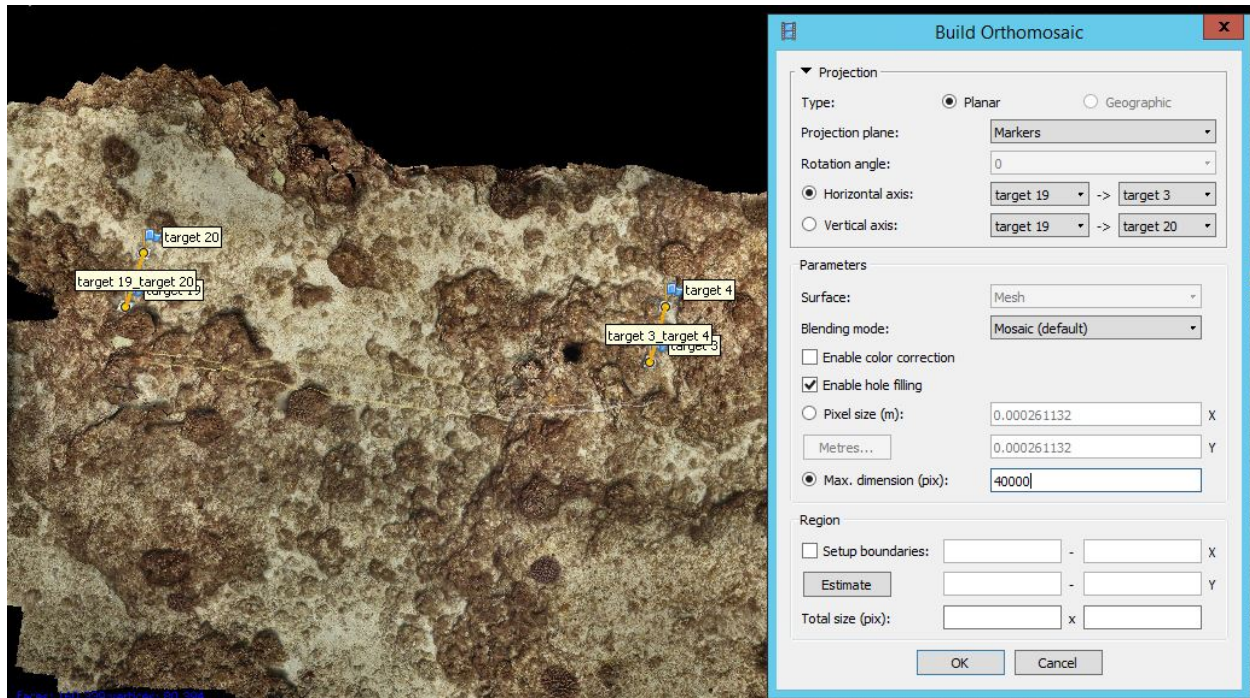 target 20
target 19_target 20
target 4
target 3_target 4
Build Orthomosaic
x
Projection
Type: Planar Geographic
Projection plane: Markers
Rotation angle: 0
Horizontal axis: target 19 -> target 3
Vertical axis: target 19 -> target 20
Parameters
Surface: Mesh
Blending mode: Mosaic (default)
Enable color correction
Enable hole filling
Pixel size (m): 0.000261132 X
Metres... 0.000261132 Y
Max. dimension (pix): 40000
Region
Setup boundaries: - X
Estimate - Y
Total size (pix): x
OK Cancel